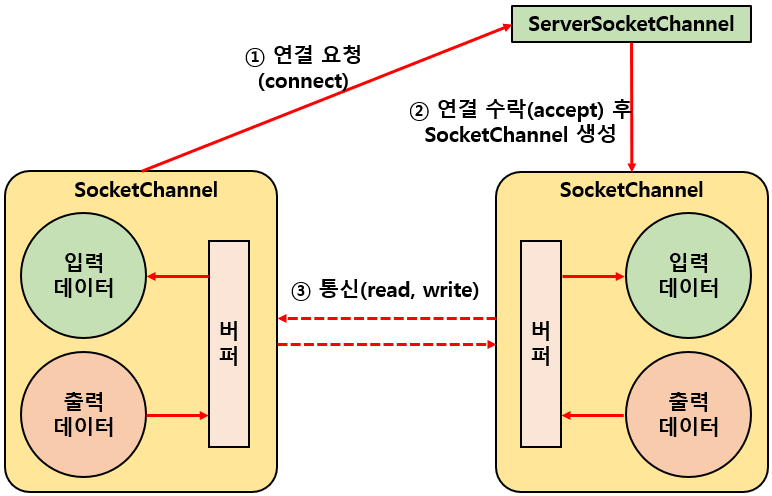 ServerSocketChannel
① 연결 요청
(connect)
② 연결 수락(accept) 후
SocketChannel 생성
SocketChannel
입력
데이터
버
퍼
출력
데이터
③ 통신(read, write)
SocketChannel
버
퍼
입력
데이터
출력
데이터